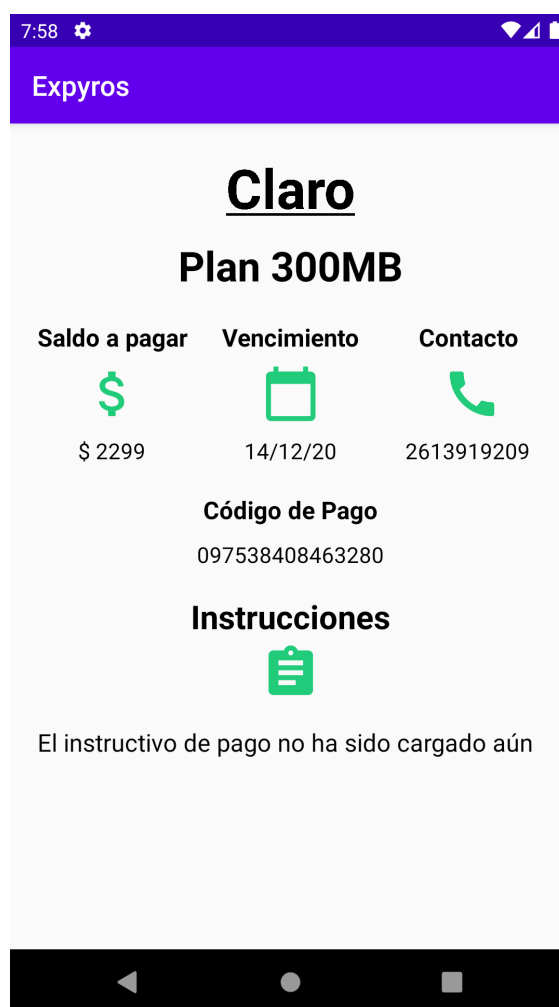 7:58
Expyros
Claro
Plan 300MB
Saldo a pagar Vencimiento Contacto
$ 2299 14/12/20 2613919209
Código de Pago
097538408463280
Instrucciones
El instructivo de pago no ha sido cargado aún